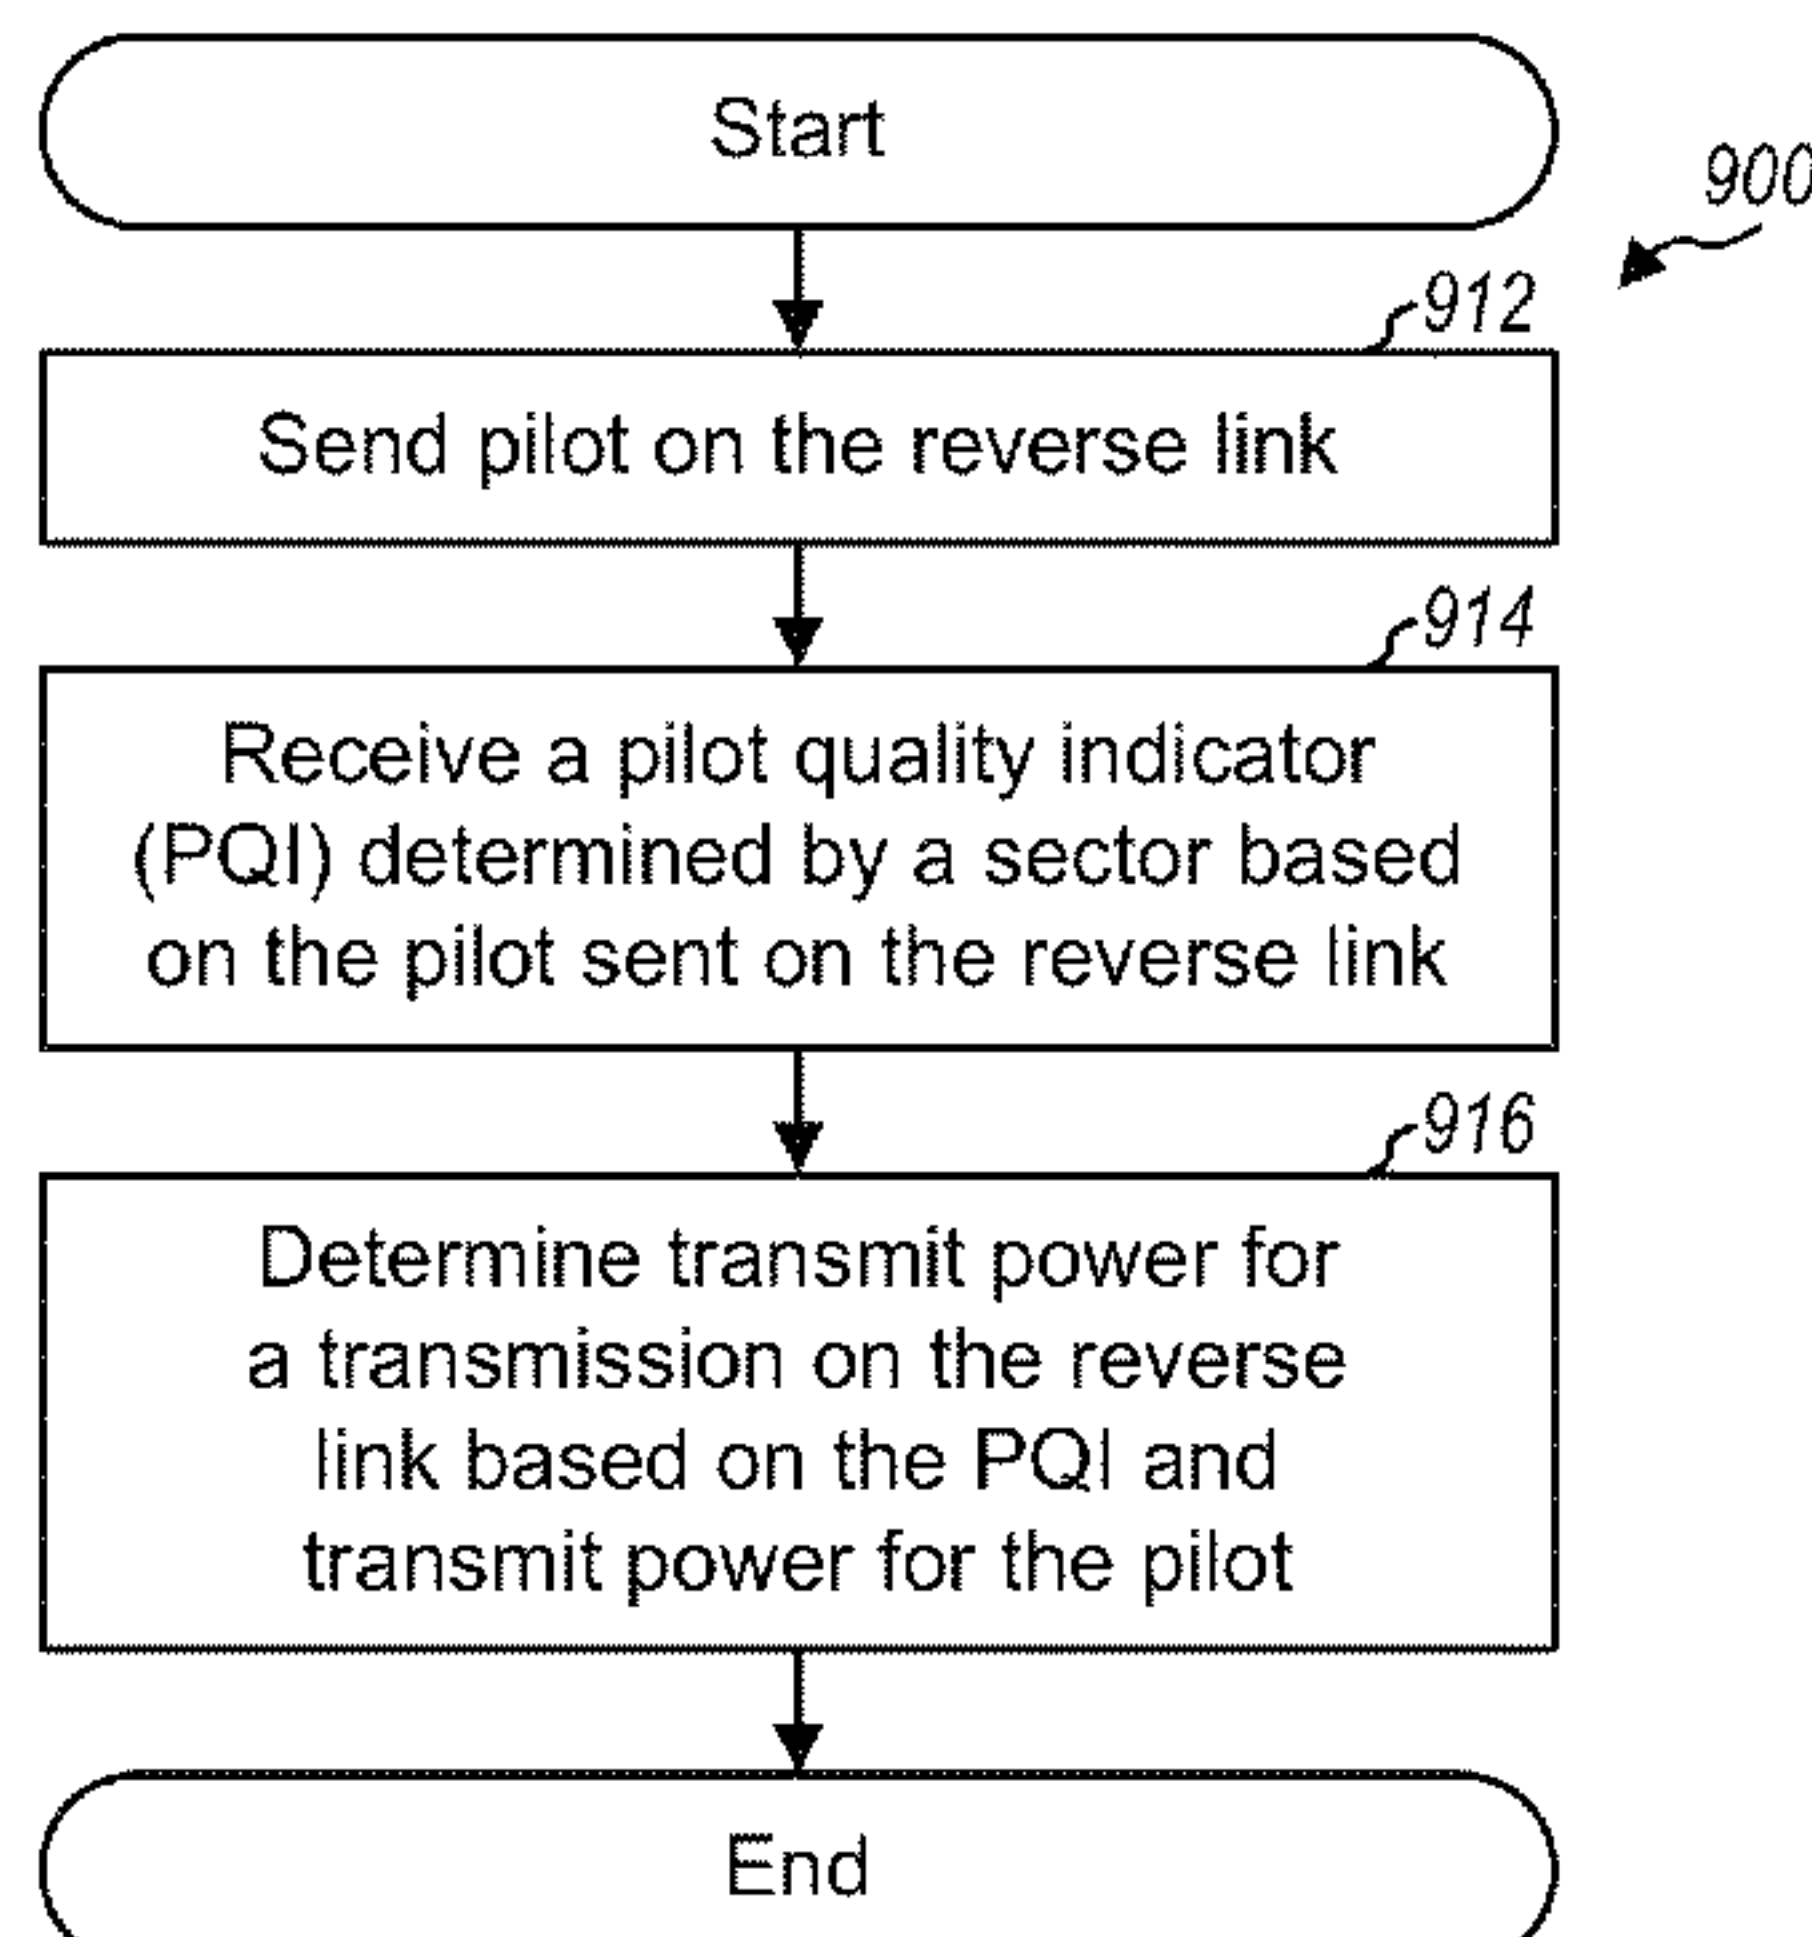 Start
900
912
Send pilot on the reverse link
914
Receive a pilot quality indicator
(PQI) determined by a sector based
on the pilot sent on the reverse link
916
Determine transmit power for
a transmission on the reverse
link based on the PQI and
transmit power for the pilot
End